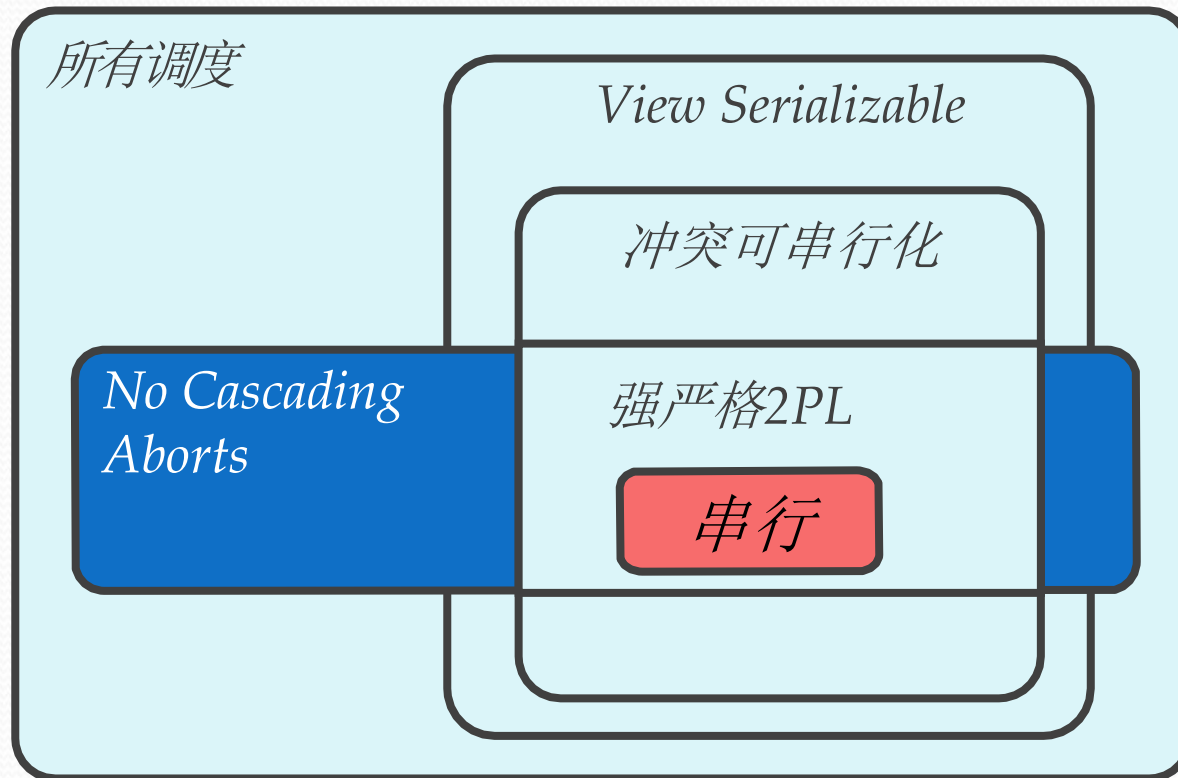 所有调度
View Serializable
冲突可串行化
No Cascading
Aborts
强严格2PL
串行